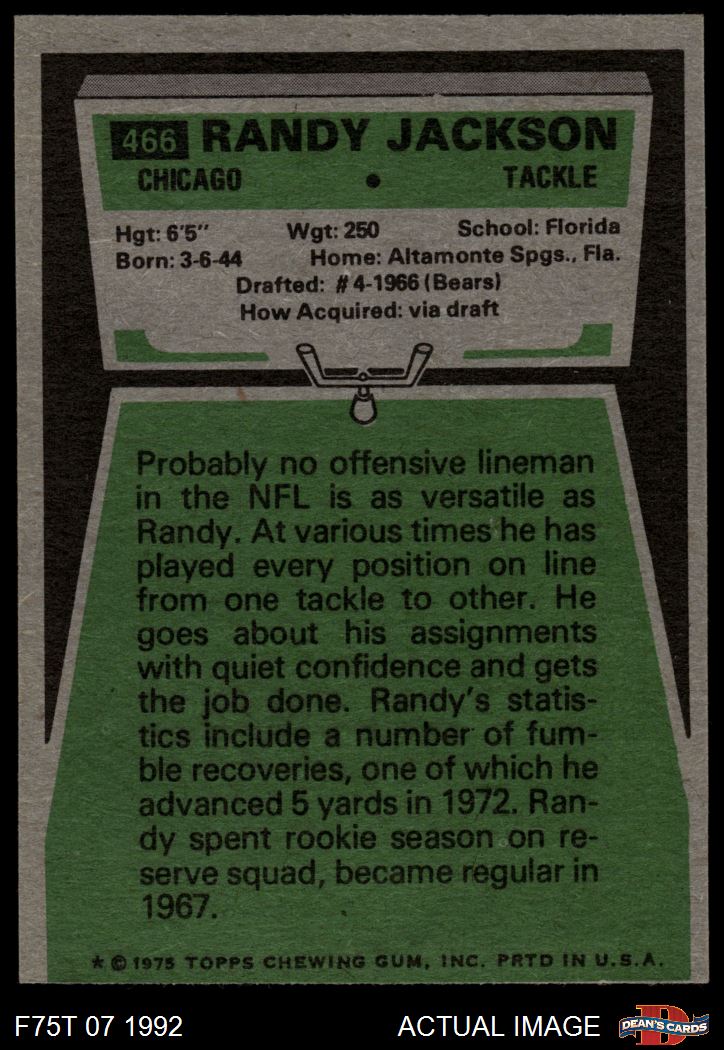 466 RANDY JACKSON
CHICAGO • TACKLE
Hgt: 6'5" Wgt: 250 School: Florida
Born: 3-6-44 Home: Altamonte Spgs., Fla.
Drafted: #4-1966 (Bears)
How Acquired: via draft
Probably no offensive lineman
in the NFL is as versatile as
Randy. At various times he has
played every position on line
from one tackle to other. He
goes about his assignments
with quiet confidence and gets
the job done. Randy's statis-
tics include a number of fum-
ble recoveries, one of which he
advanced 5 yards in 1972. Ran-
dy spent rookie season on re-
serve squad, became regular in
1967.
* © 1975 TOPPS CHEWING GUM, INC. PRTD IN U.S.A.
F75T 07 1992 ACTUAL IMAGE D DEAN'S CARDS